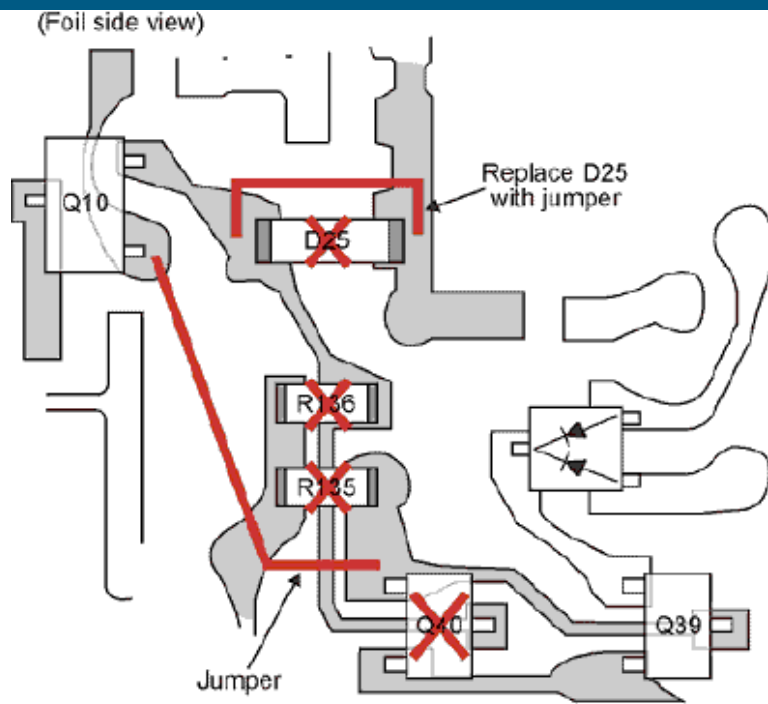 (Foil side view)
Q10
Replace D25
with jumper
D25
R136
R135
Q40
Q39
Jumper